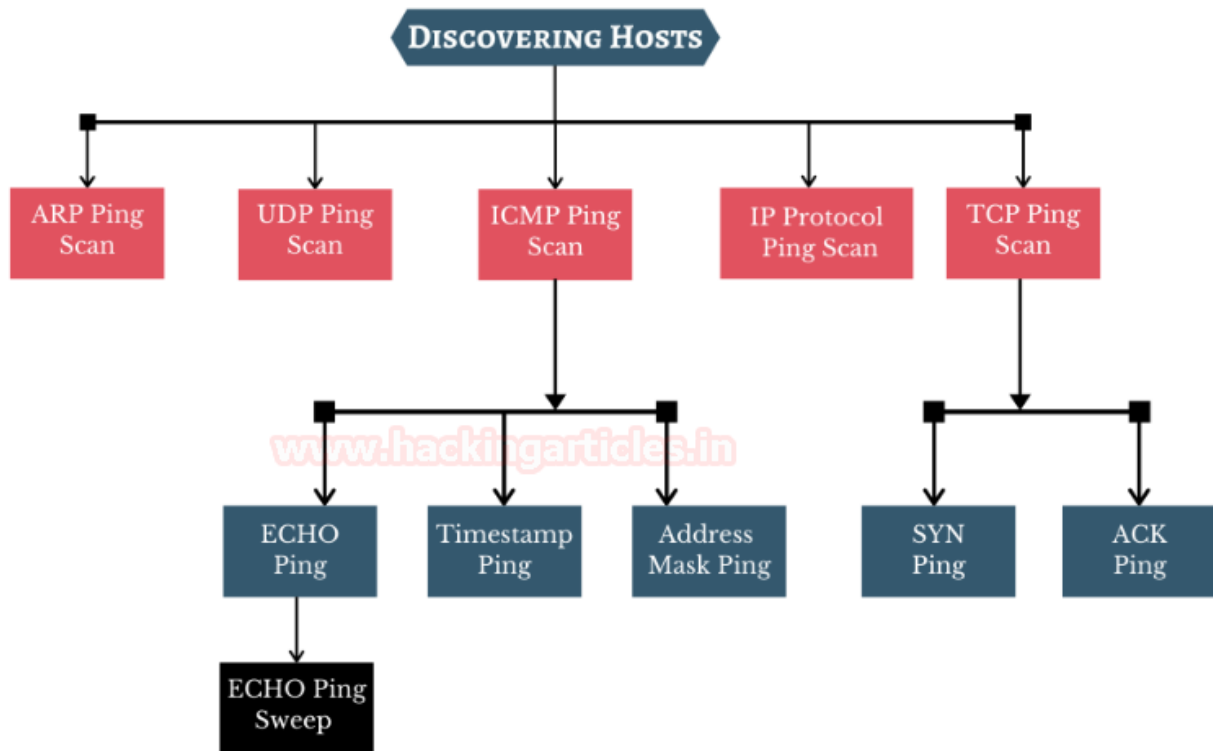 DISCOVERING HOSTS
ARP Ping
Scan
UDP Ping
Scan
ICMP Ping
Scan
IP Protocol
Ping Scan
TCP Ping
Scan
www.hackingarticles.in
ECHO
Ping
Timestamp
Ping
Address
Mask Ping
SYN
Ping
ACK
Ping
ECHO Ping
Sweep